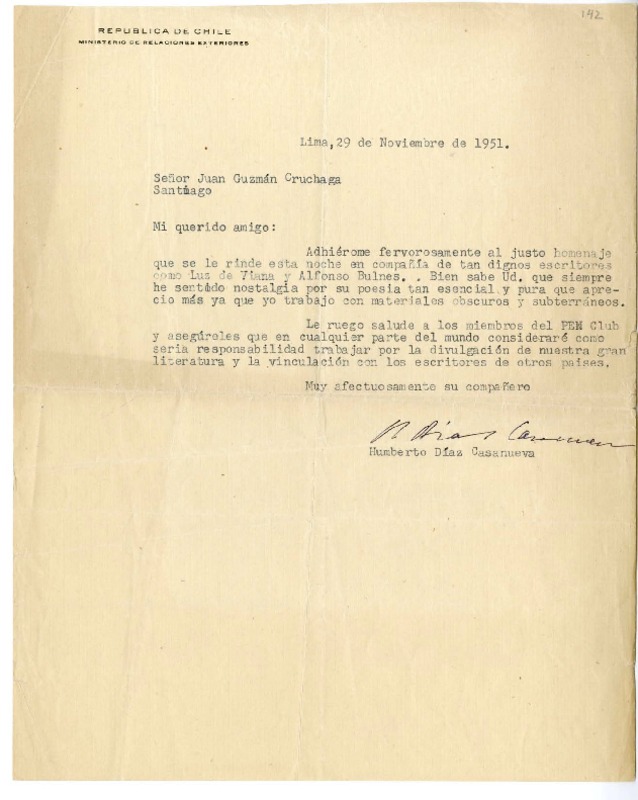 142
REPUBLICA DE CHILE
MINISTERIO DE RELACIONES EXTERIORES
Lima,29 de Noviembre de 1951.
Señor Juan Guzmán Cruchaga
Santiago
Mi querido amigo:
Adhiérome fervorosamente al justo homenaje
que se le rinde esta noche en compañia de tan dignos escritores
como Luz de Viana y Alfonso Bulnes. . Bien sabe Ud. que siempre
he sentido nostalgia por su poesia tan esencial y pura que apre-
cio más ya que yo trabajo con materiales obscuros y subterráneos.
Le ruego salude a los miembros del PEN Club
y asegúreles que en cualquier parte del mundo consideraré como
seria responsabilidad trabajar por la divulgación de nuestra gran
literatura y la vinculación con los escritores de otros paises.
Muy afectuosamente su compañero
H Díaz Casanueva
Humberto Díaz Casanueva